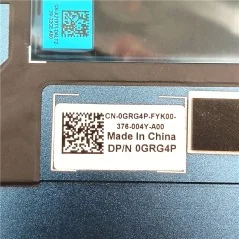 CN-0GRG4P-FYK00-
376-004Y-A00
Made In China
DP/N 0GRG4P